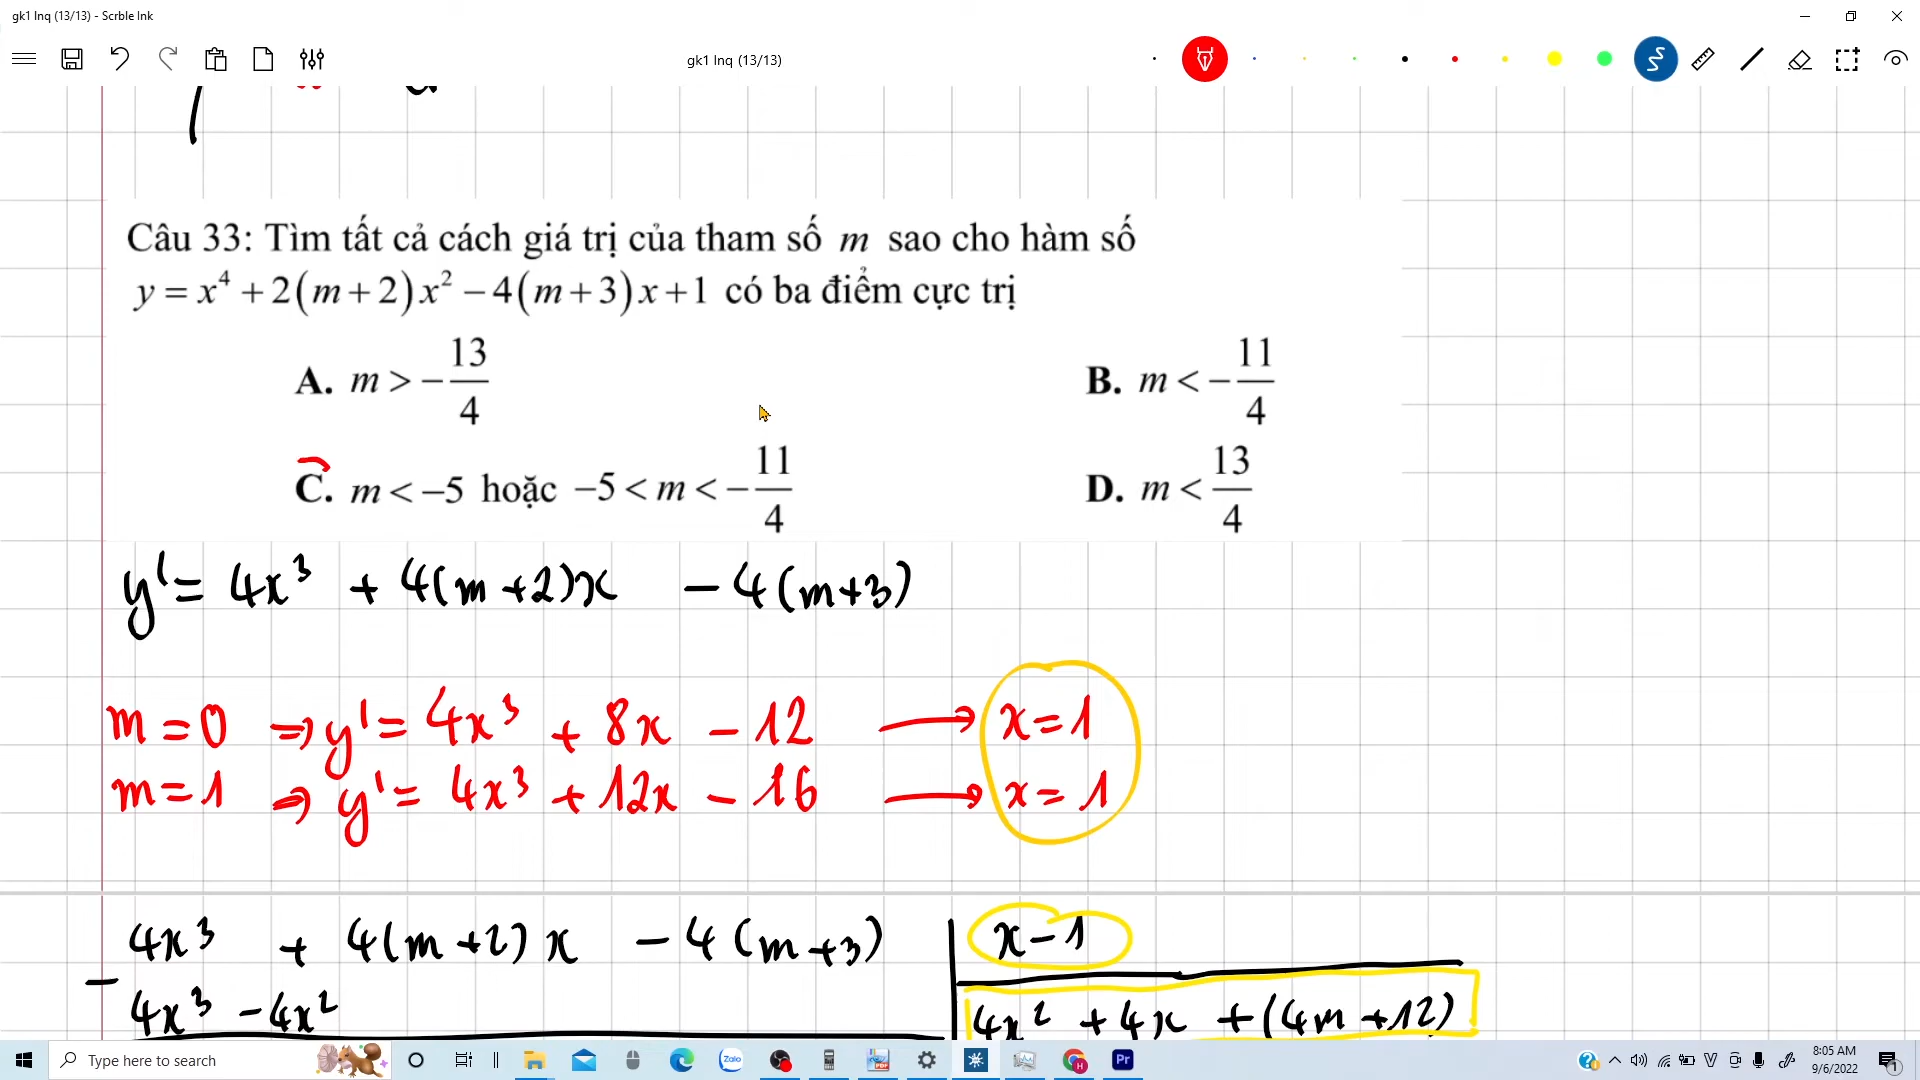 gk1 lnq (13/13) - Scrble Ink
gk1 lnq (13/13)
Câu 33: Tìm tất cả cách giá trị của tham số m sao cho hàm số
y = x⁴ + 2(m+2)x² − 4(m+3)x + 1 có ba điểm cực trị
A. m > −13/4
B. m < −11/4
C. m < −5 hoặc −5 < m < −11/4
D. m < 13/4
y' = 4x³ + 4(m+2)x − 4(m+3)
m = 0 ⇒ y' = 4x³ + 8x − 12 → x = 1
m = 1 ⇒ y' = 4x³ + 12x − 16 → x = 1
4x³ + 4(m+2)x − 4(m+3) | x − 1
− 4x³ − 4x² | 4x² + 4x + (4m+12)
Type here to search
Zalo
PDF
H
Pr
8:05 AM
9/6/2022
1